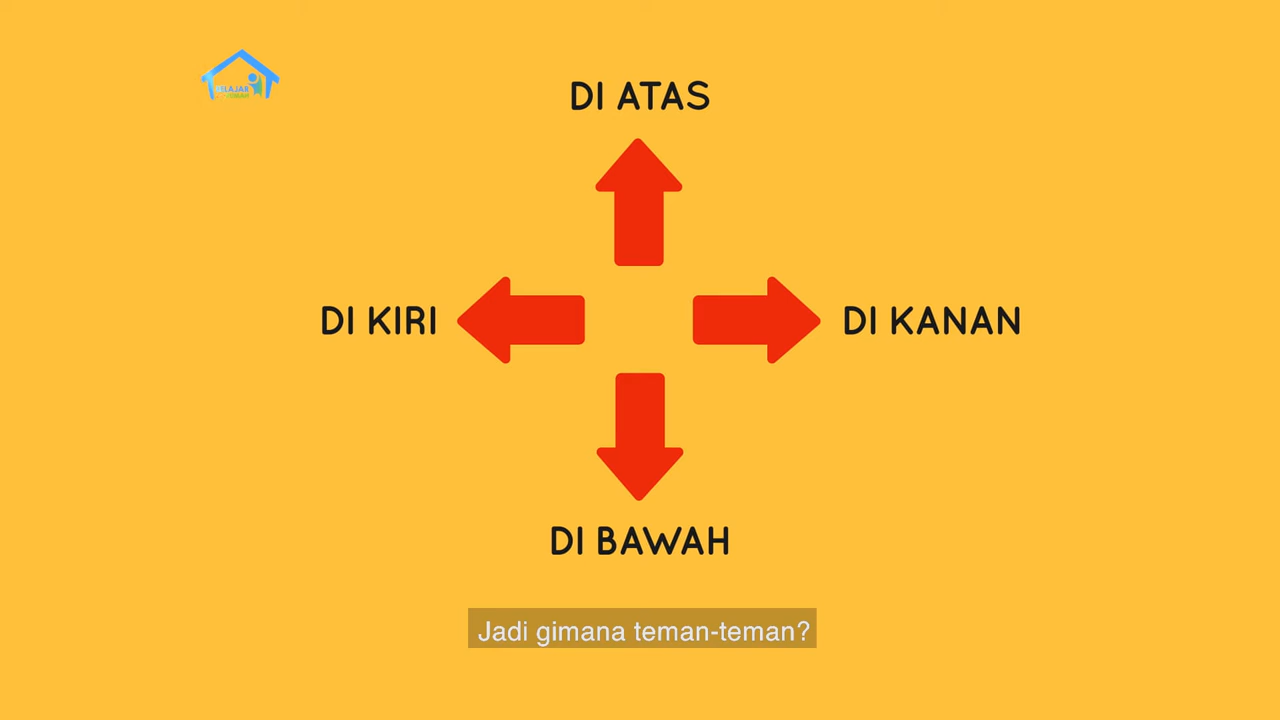 DI ATAS
DI KIRI
DI KANAN
DI BAWAH
Jadi gimana teman-teman?